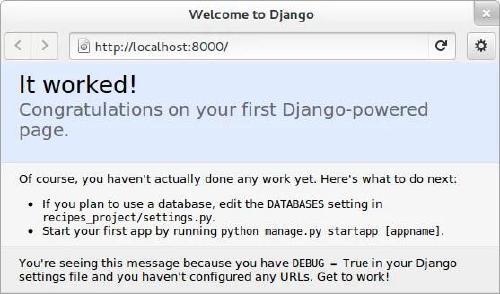 Welcome to Django
http://localhost:8000/
It worked!
Congratulations on your first Django-powered
page.
Of course, you haven't actually done any work yet. Here's what to do next:
• If you plan to use a database, edit the DATABASES setting in
recipes_project/settings.py.
• Start your first app by running python manage.py startapp [appname].
You're seeing this message because you have DEBUG = True in your Django
settings file and you haven't configured any URLs. Get to work!